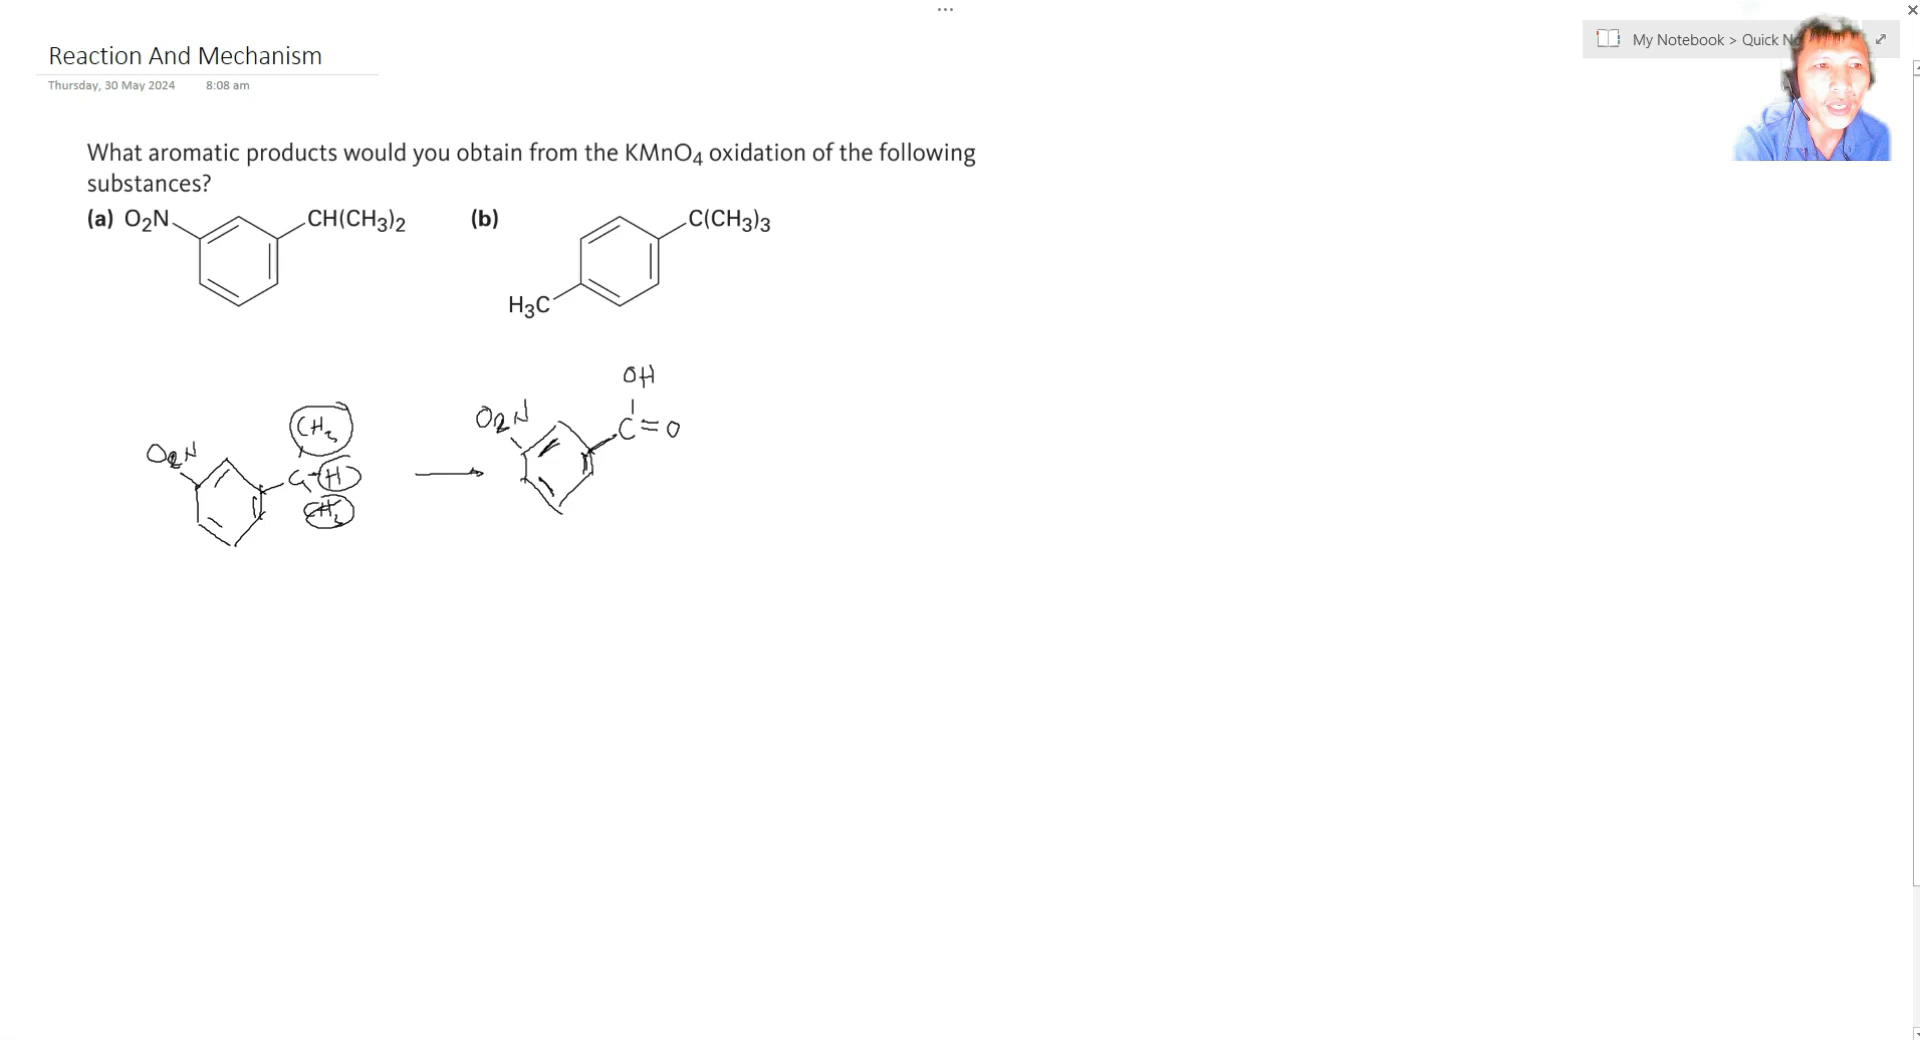 ...
Reaction And Mechanism
My Notebook > Quick
Thursday, 30 May 2024 8:08 am
What aromatic products would you obtain from the KMnO4 oxidation of the following
substances?
(a) O2N CH(CH3)2 (b) C(CH3)3
H3C
OH
O2N C=O
CH3
O2N C-H
CH3